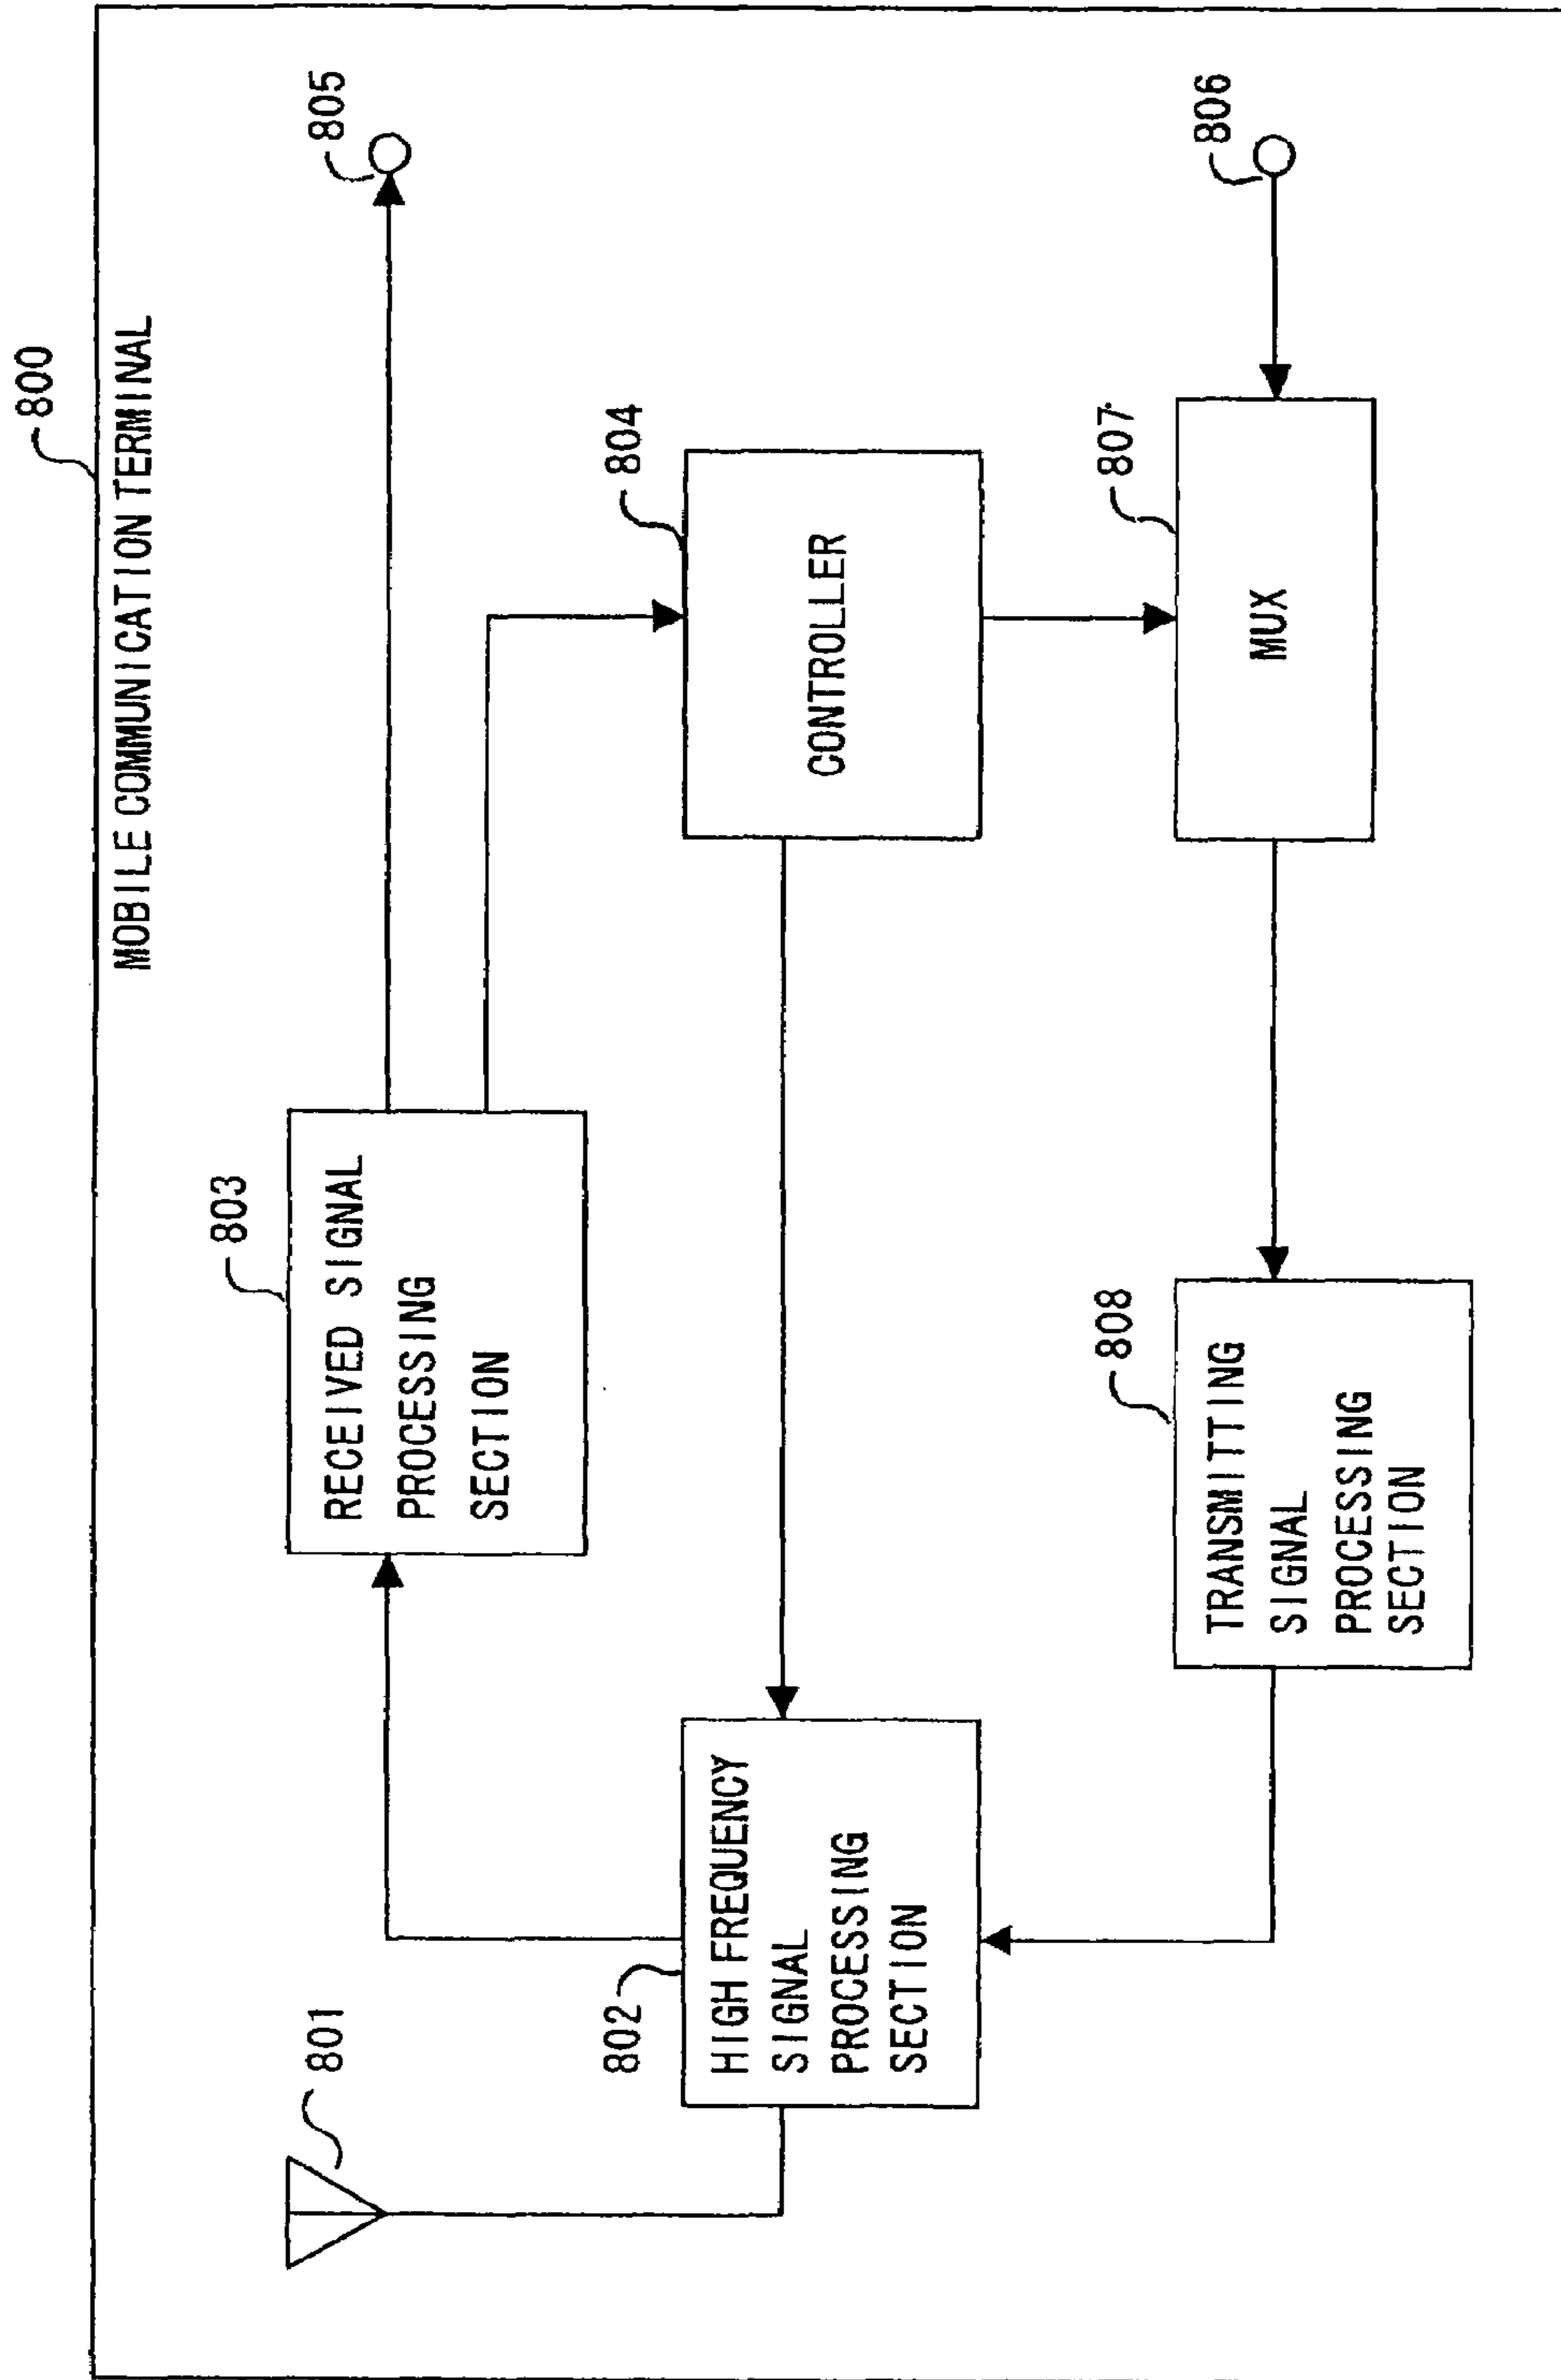 800
MOBILE COMMUNICATION TERMINAL
801
802
HIGH FREQUENCY
SIGNAL
PROCESSING
SECTION
803
RECEIVED SIGNAL
PROCESSING
SECTION
805
804
CONTROLLER
808
TRANSMITTING
SIGNAL
PROCESSING
SECTION
807
MUX
806